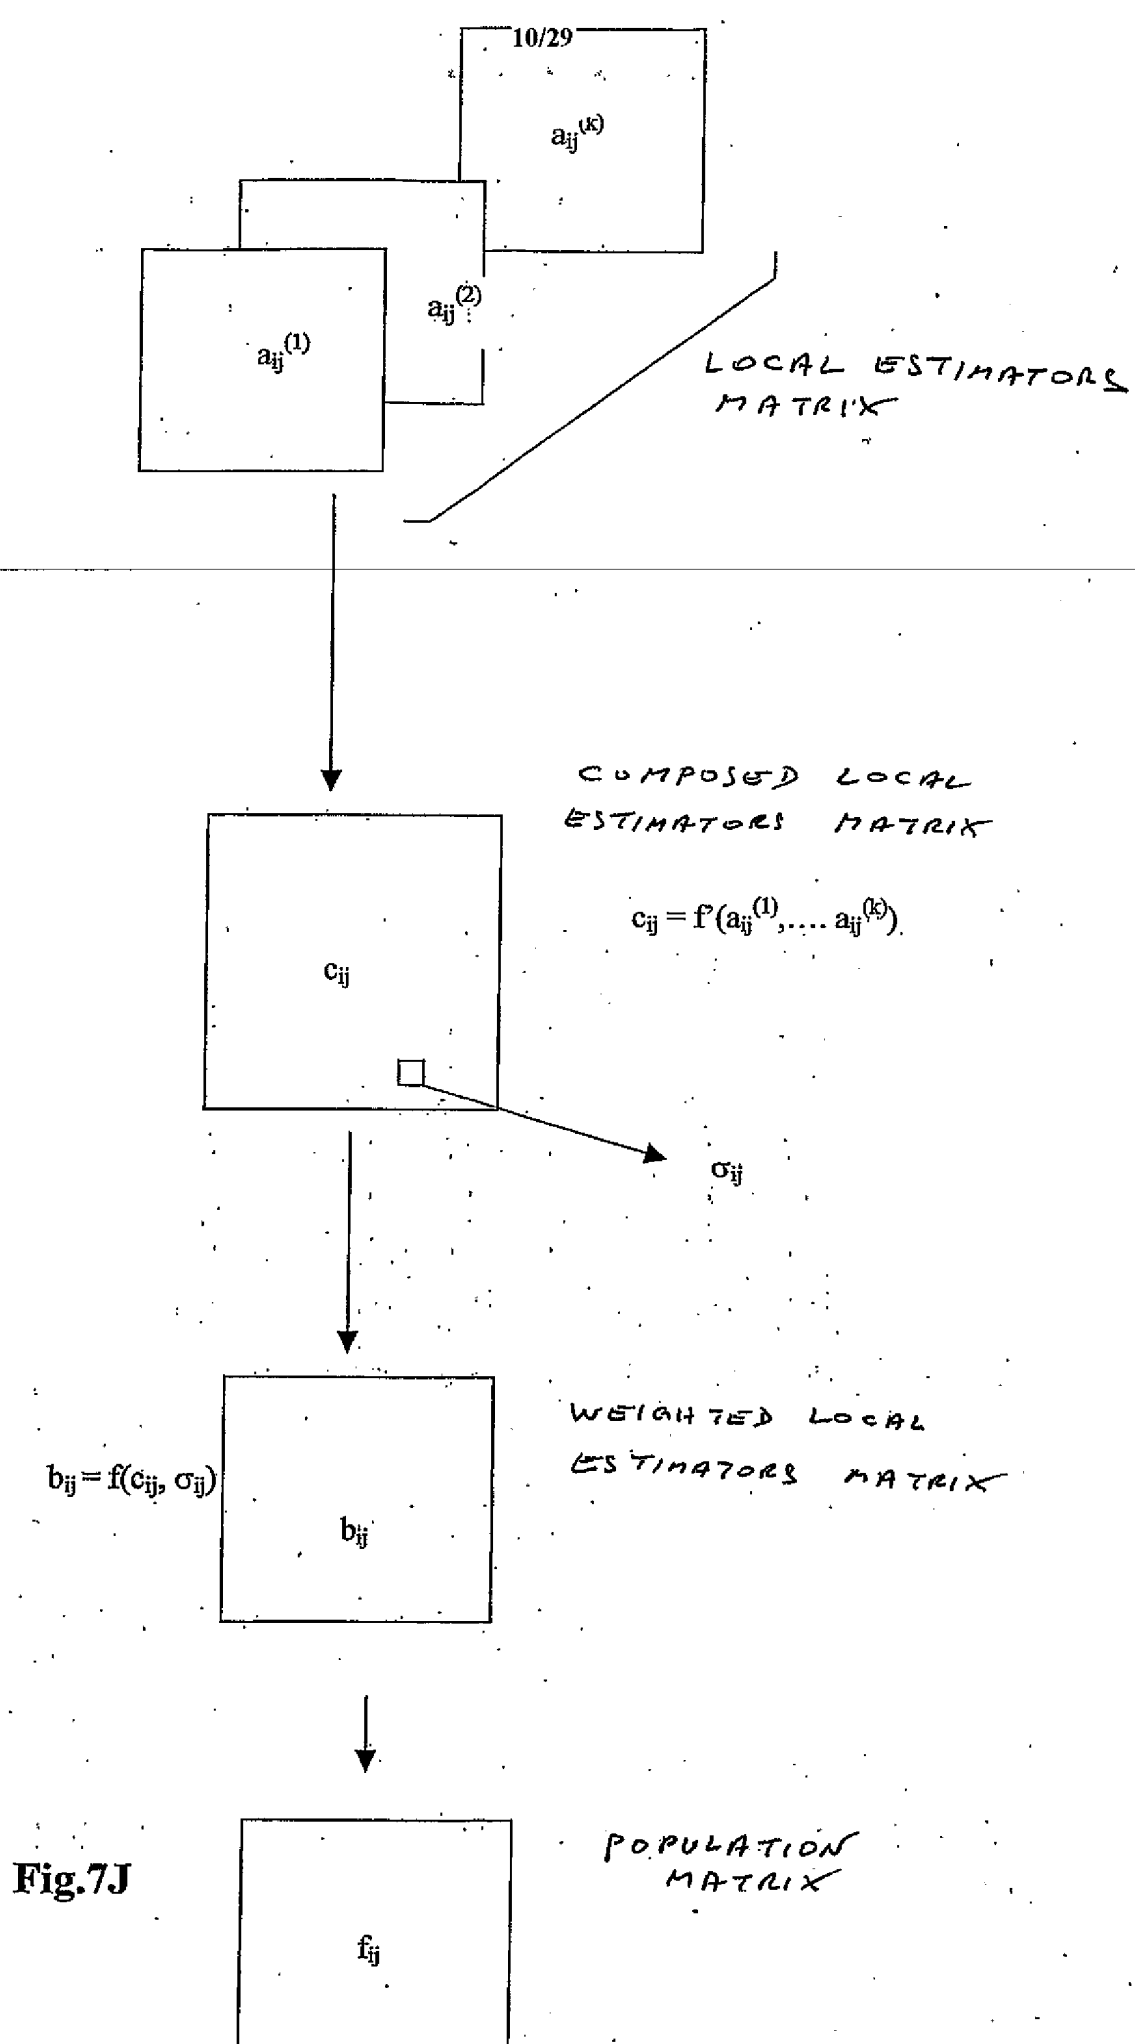 10/29
aij(k)
aij(2)
aij(1)
LOCAL ESTIMATORS
MATRIX
COMPOSED LOCAL
ESTIMATORS MATRIX
cij = f'(aij(1),.... aij(k))
cij
σij
WEIGHTED LOCAL
ESTIMATORS MATRIX
bij = f(cij, σij)
bij
POPULATION
MATRIX
Fig.7J
fij